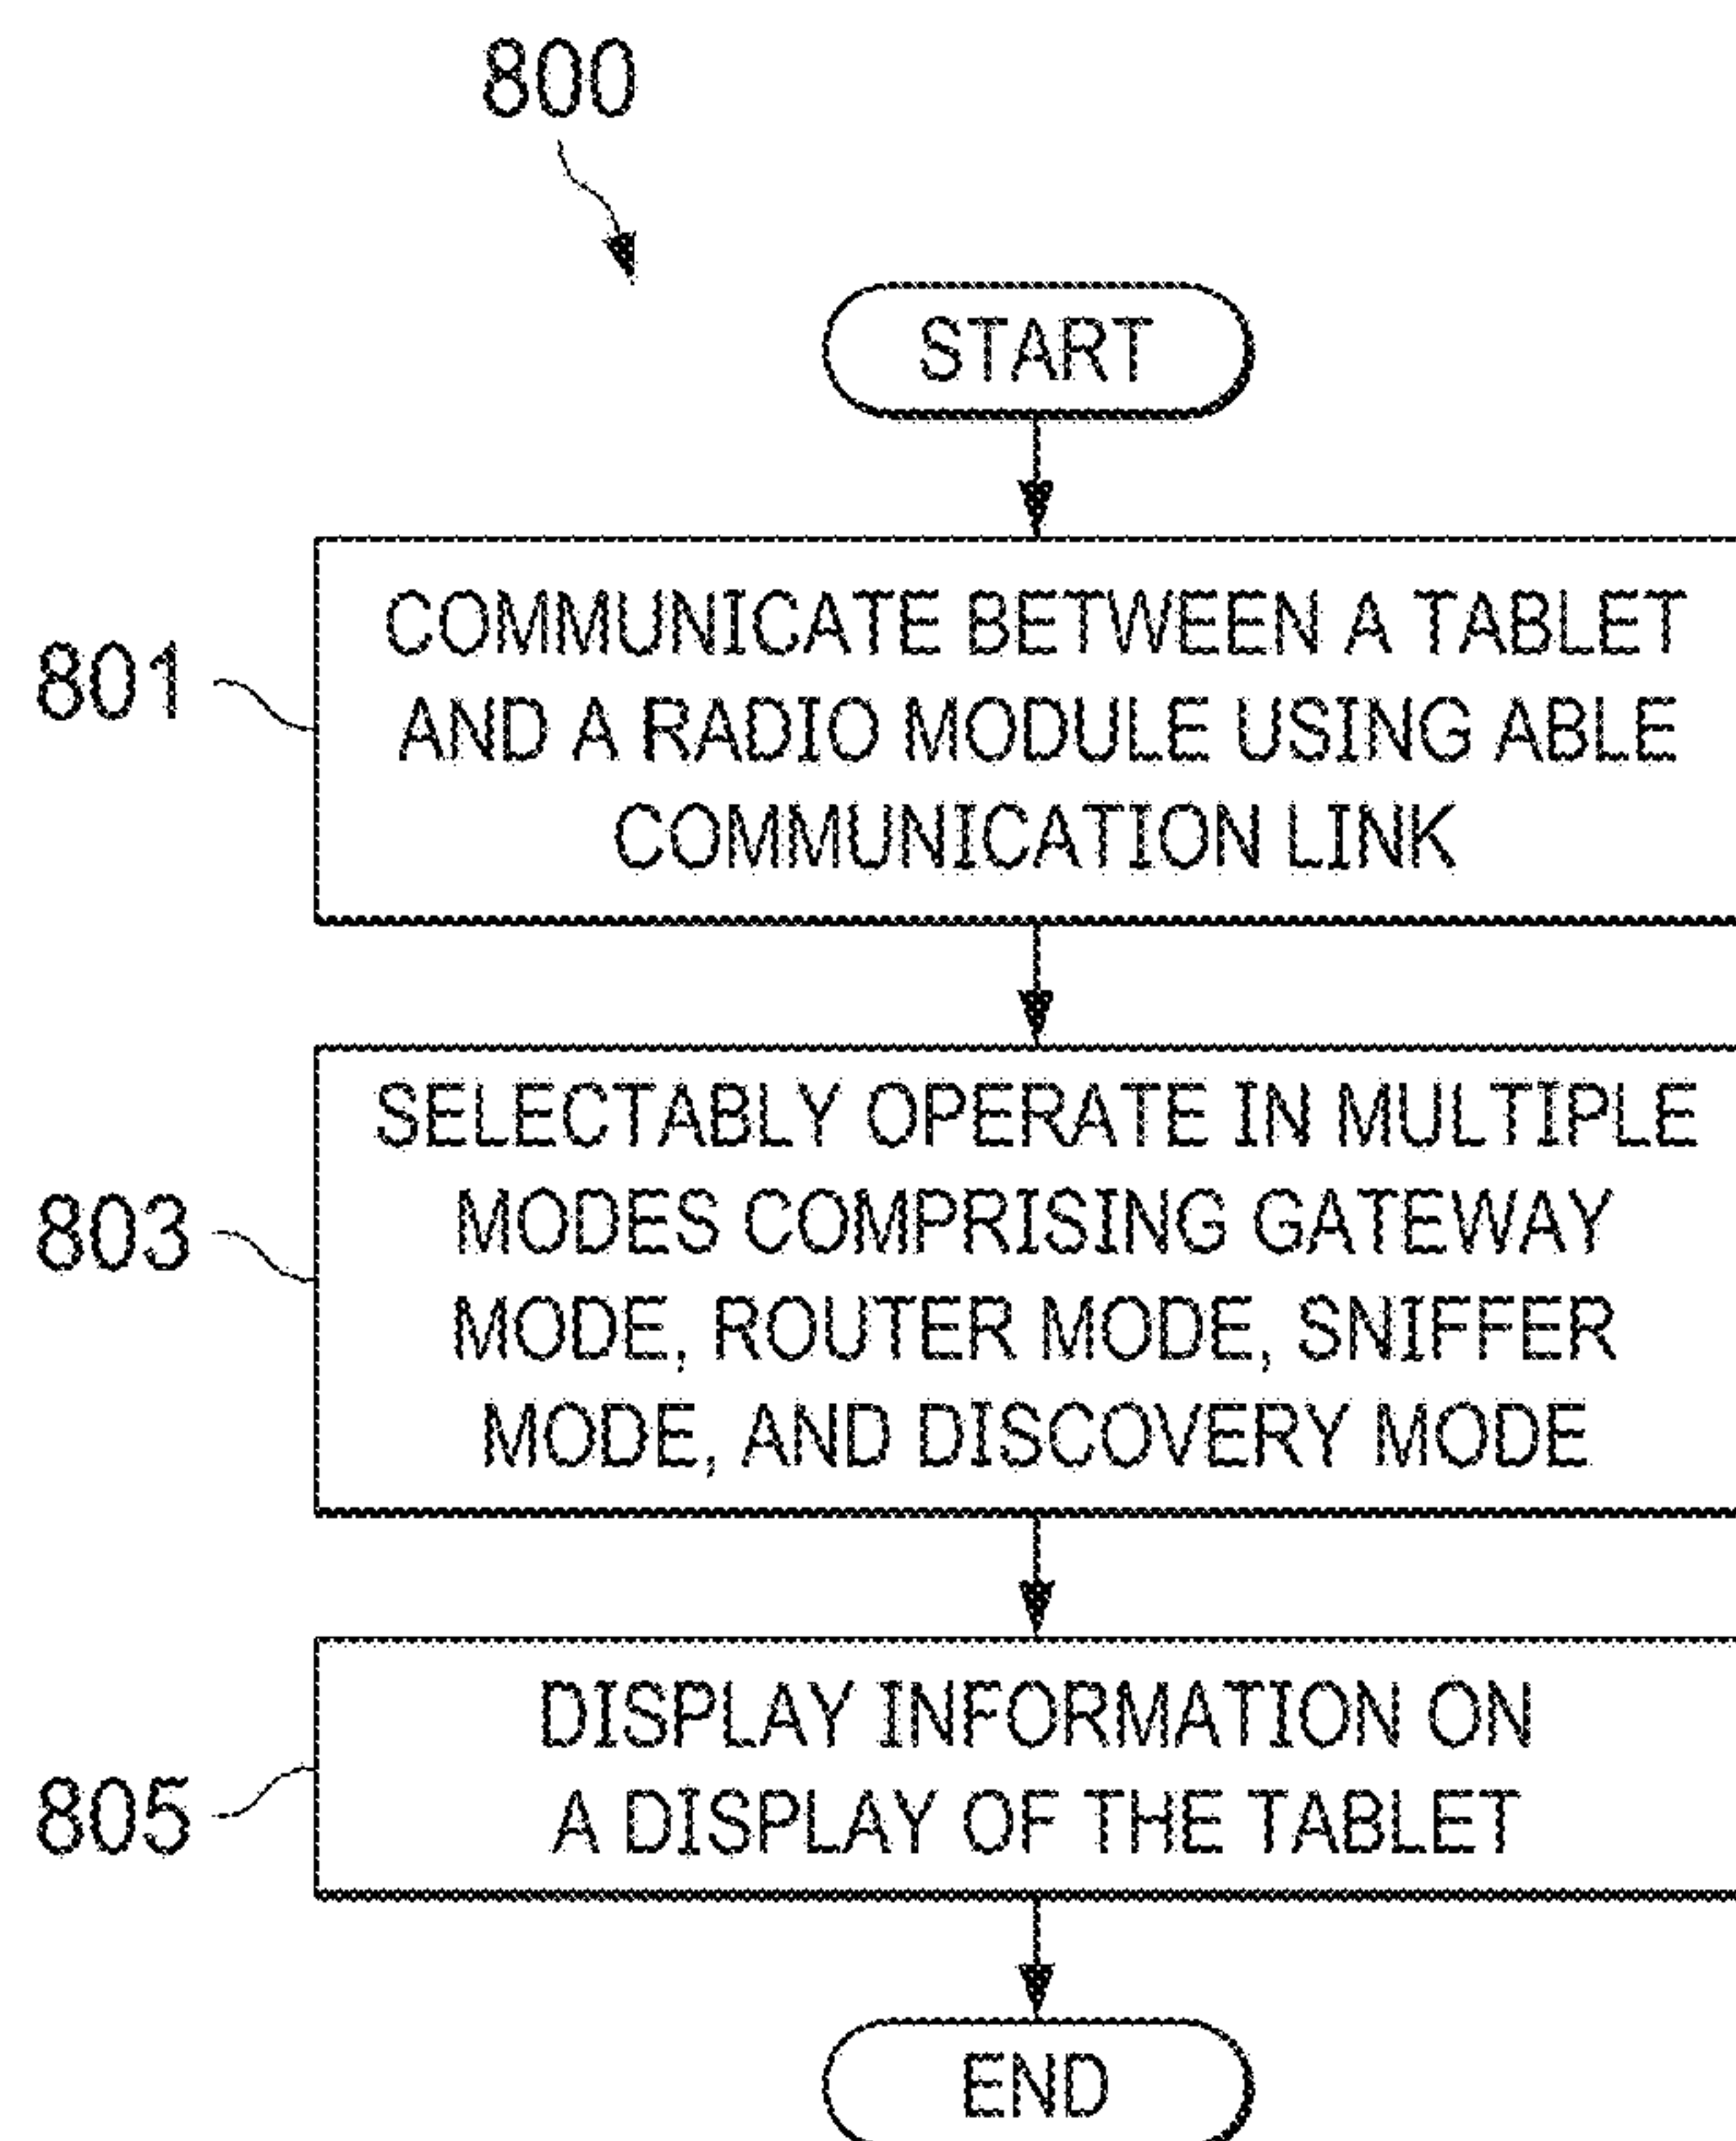 800
START
801
COMMUNICATE BETWEEN A TABLET
AND A RADIO MODULE USING ABLE
COMMUNICATION LINK
803
SELECTABLY OPERATE IN MULTIPLE
MODES COMPRISING GATEWAY
MODE, ROUTER MODE, SNIFFER
MODE, AND DISCOVERY MODE
805
DISPLAY INFORMATION ON
A DISPLAY OF THE TABLET
END